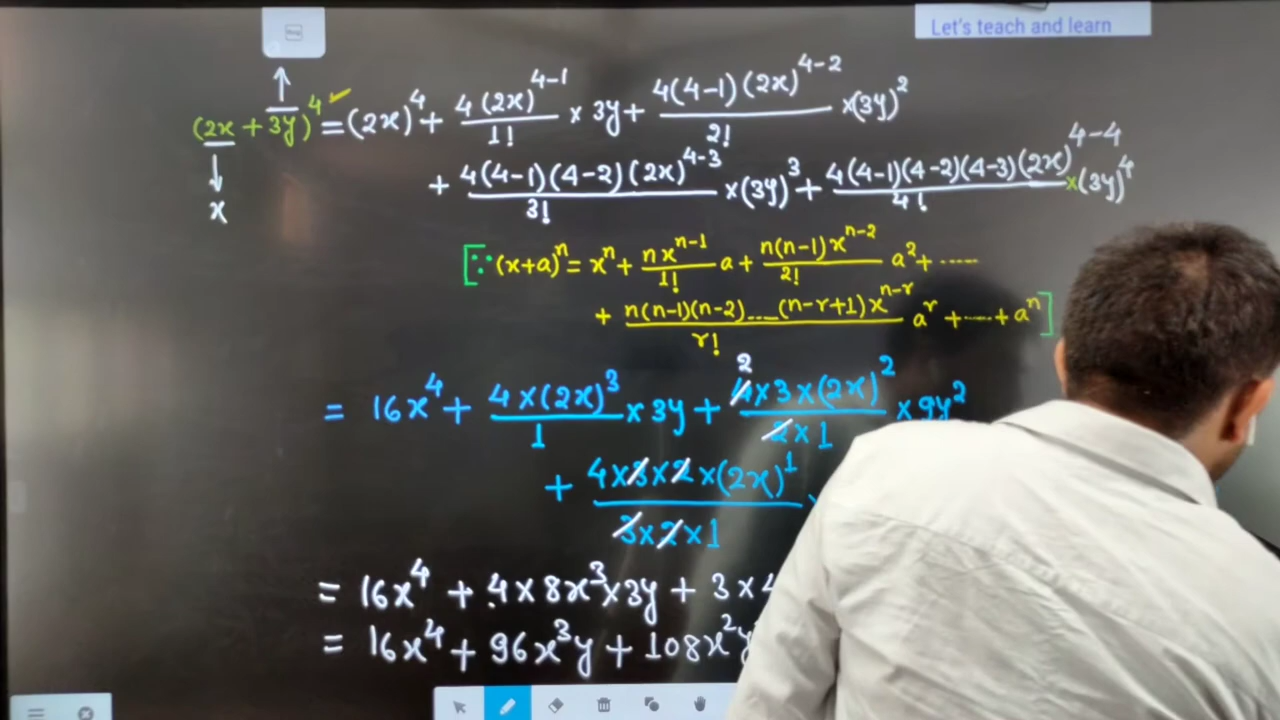 Let's teach and learn
(2x + 3y)^4 = (2x)^4 + 4(2x)^{4-1}/1! × 3y + 4(4-1)(2x)^{4-2}/2! × (3y)^2
x
+ 4(4-1)(4-2)(2x)^{4-3}/3! × (3y)^3 + 4(4-1)(4-2)(4-3)(2x)^{4-4}/4! × (3y)^4
[∵ (x+a)^n = x^n + nx^{n-1}/1! a + n(n-1)x^{n-2}/2! a^2 + ......
+ n(n-1)(n-2)....(n-r+1)x^{n-r}/r! a^r + ..... + a^n]
= 16x^4 + 4×(2x)^3/1 × 3y + 2 4×3×(2x)^2/2×1 × 9y^2
+ 4×3×2×(2x)^1/3×2×1
= 16x^4 + 4×8x^3×3y + 3×4
= 16x^4 + 96x^3y + 108x^2y